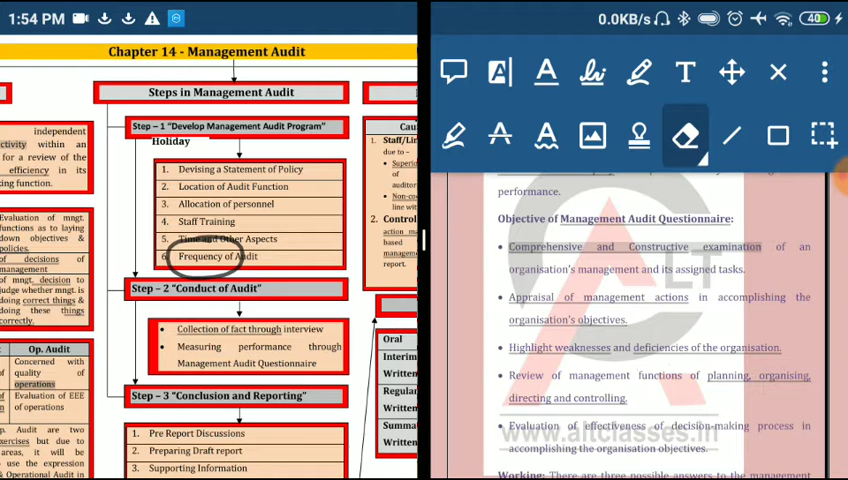 1:54 PM
0.0KB/s
40
Chapter 14 - Management Audit
Steps in Management Audit
independent
ctivity within an
for a review of the
efficiency in its
ting function.
Evaluation of mngt.
functions as to laying
down objectives &
policies.
of decisions of
management
of mngt, decision to
judge whether mngt. is
doing correct things &
doing these things
correctly.
Op. Audit
Concerned with
quality of
operations
Evaluation of EEE
of operations
p. Audit are two
exercises but due to
areas, it will be
use the expression
Operational Audit in
Step – 1 "Develop Management Audit Program"
Holiday
1. Devising a Statement of Policy
2. Location of Audit Function
3. Allocation of personnel
4. Staff Training
5. Time and Other Aspects
6. Frequency of Audit
Step – 2 "Conduct of Audit"
• Collection of fact through interview
• Measuring performance through
Management Audit Questionnaire
Step – 3 "Conclusion and Reporting"
1. Pre Report Discussions
2. Preparing Draft report
3. Supporting Information
Cau
1. Staff/Lin
due to –
• Superio
of
auditor
• Non-co
line wit
2. Control
action ma
based
managem
report.
Oral
Interim
Written
Regular
Written
Summa
Written
performance.
Objective of Management Audit Questionnaire:
• Comprehensive and Constructive examination of an
organisation's management and its assigned tasks.
• Appraisal of management actions in accomplishing the
organisation's objectives.
• Highlight weaknesses and deficiencies of the organisation.
• Review of management functions of planning, organising,
directing and controlling.
• Evaluation of effectiveness of decision-making process in
accomplishing the organisation objectives.
www.altclasses.in
Working: There are three possible answers to the management
ALT